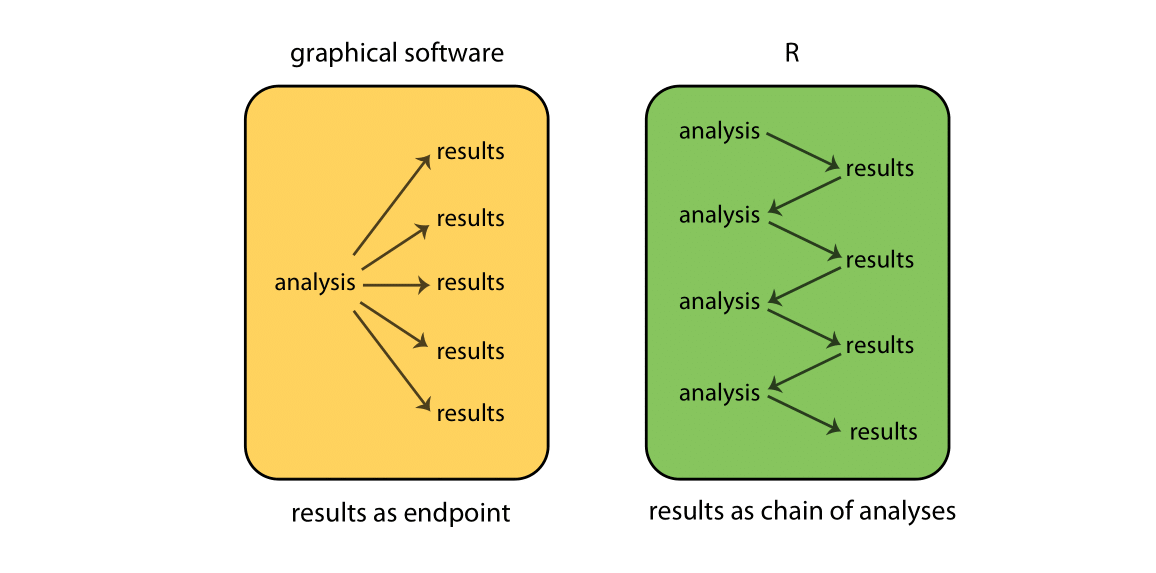 graphical software
results
results
analysis
results
results
results
results as endpoint
R
analysis
results
analysis
results
analysis
results
analysis
results
results as chain of analyses